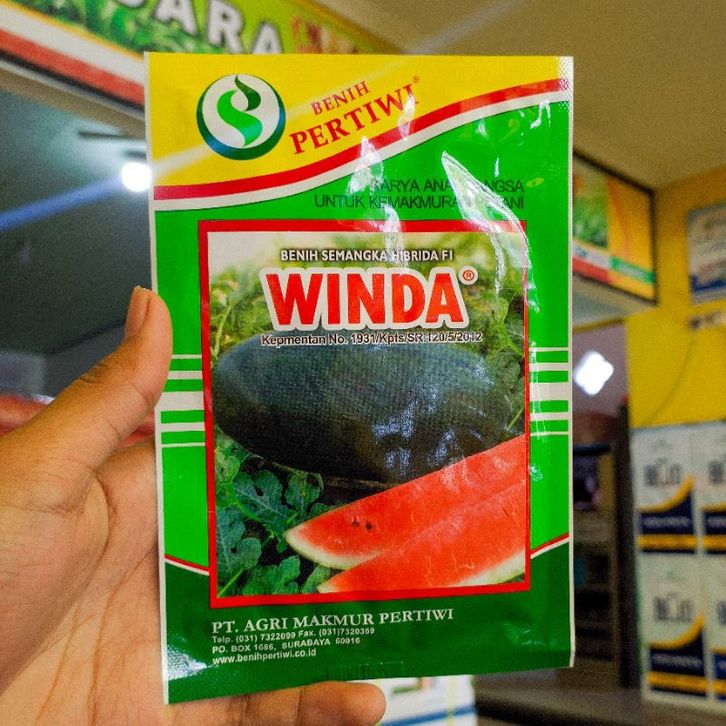 DARA
BENIH
PERTIWI®
KARYA ANAK BANGSA
UNTUK KEMAKMURAN PETANI
BENIH SEMANGKA HIBRIDA F1
WINDA®
Kepmentan No. 1931/Kpts/SR.120/5/2012
PT. AGRI MAKMUR PERTIWI
Telp. (031) 7322099 Fax. (031)7320369
PO. BOX 1686, SURABAYA 60016
www.benihpertiwi.co.id